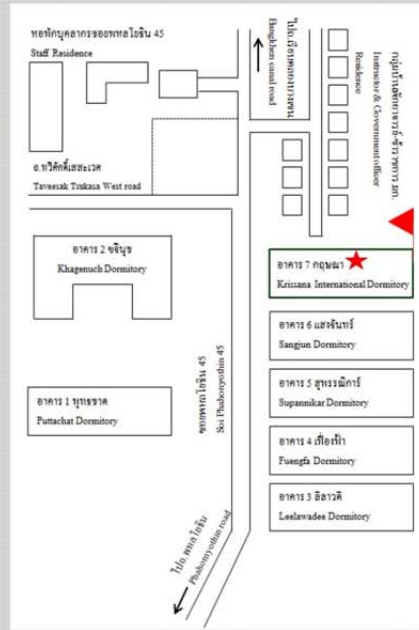 หอพักบุคลากรซอยพหลโยธิน 45
Staff Residence
ไปถ.เรียบคลองบางเขน
Bangkhen canal road
กลุ่มบ้านพักอาจารย์-ข้าราชการ มก.
Instructor & Government officer
Residence
ถ.ทวีศักดิ์เสสะเวศ
Taveesak Tsukasa West road
อาคาร 2 ขจีนุช
Khagenuch Dormitory
อาคาร 7 กฤษณา
Krissana International Dormitory
อาคาร 6 แสงจันทร์
Sangjun Dormitory
ซอยพหลโยธิน 45
Soi Phahonyothin 45
อาคาร 5 สุพรรณิการ์
Supannikar Dormitory
อาคาร 1 พุทธชาด
Puttachat Dormitory
อาคาร 4 เฟื่องฟ้า
Fuengfa Dormitory
อาคาร 3 ลีลาวดี
Leelawadee Dormitory
ไปถ.พหลโยธิน
Phahonyothin road